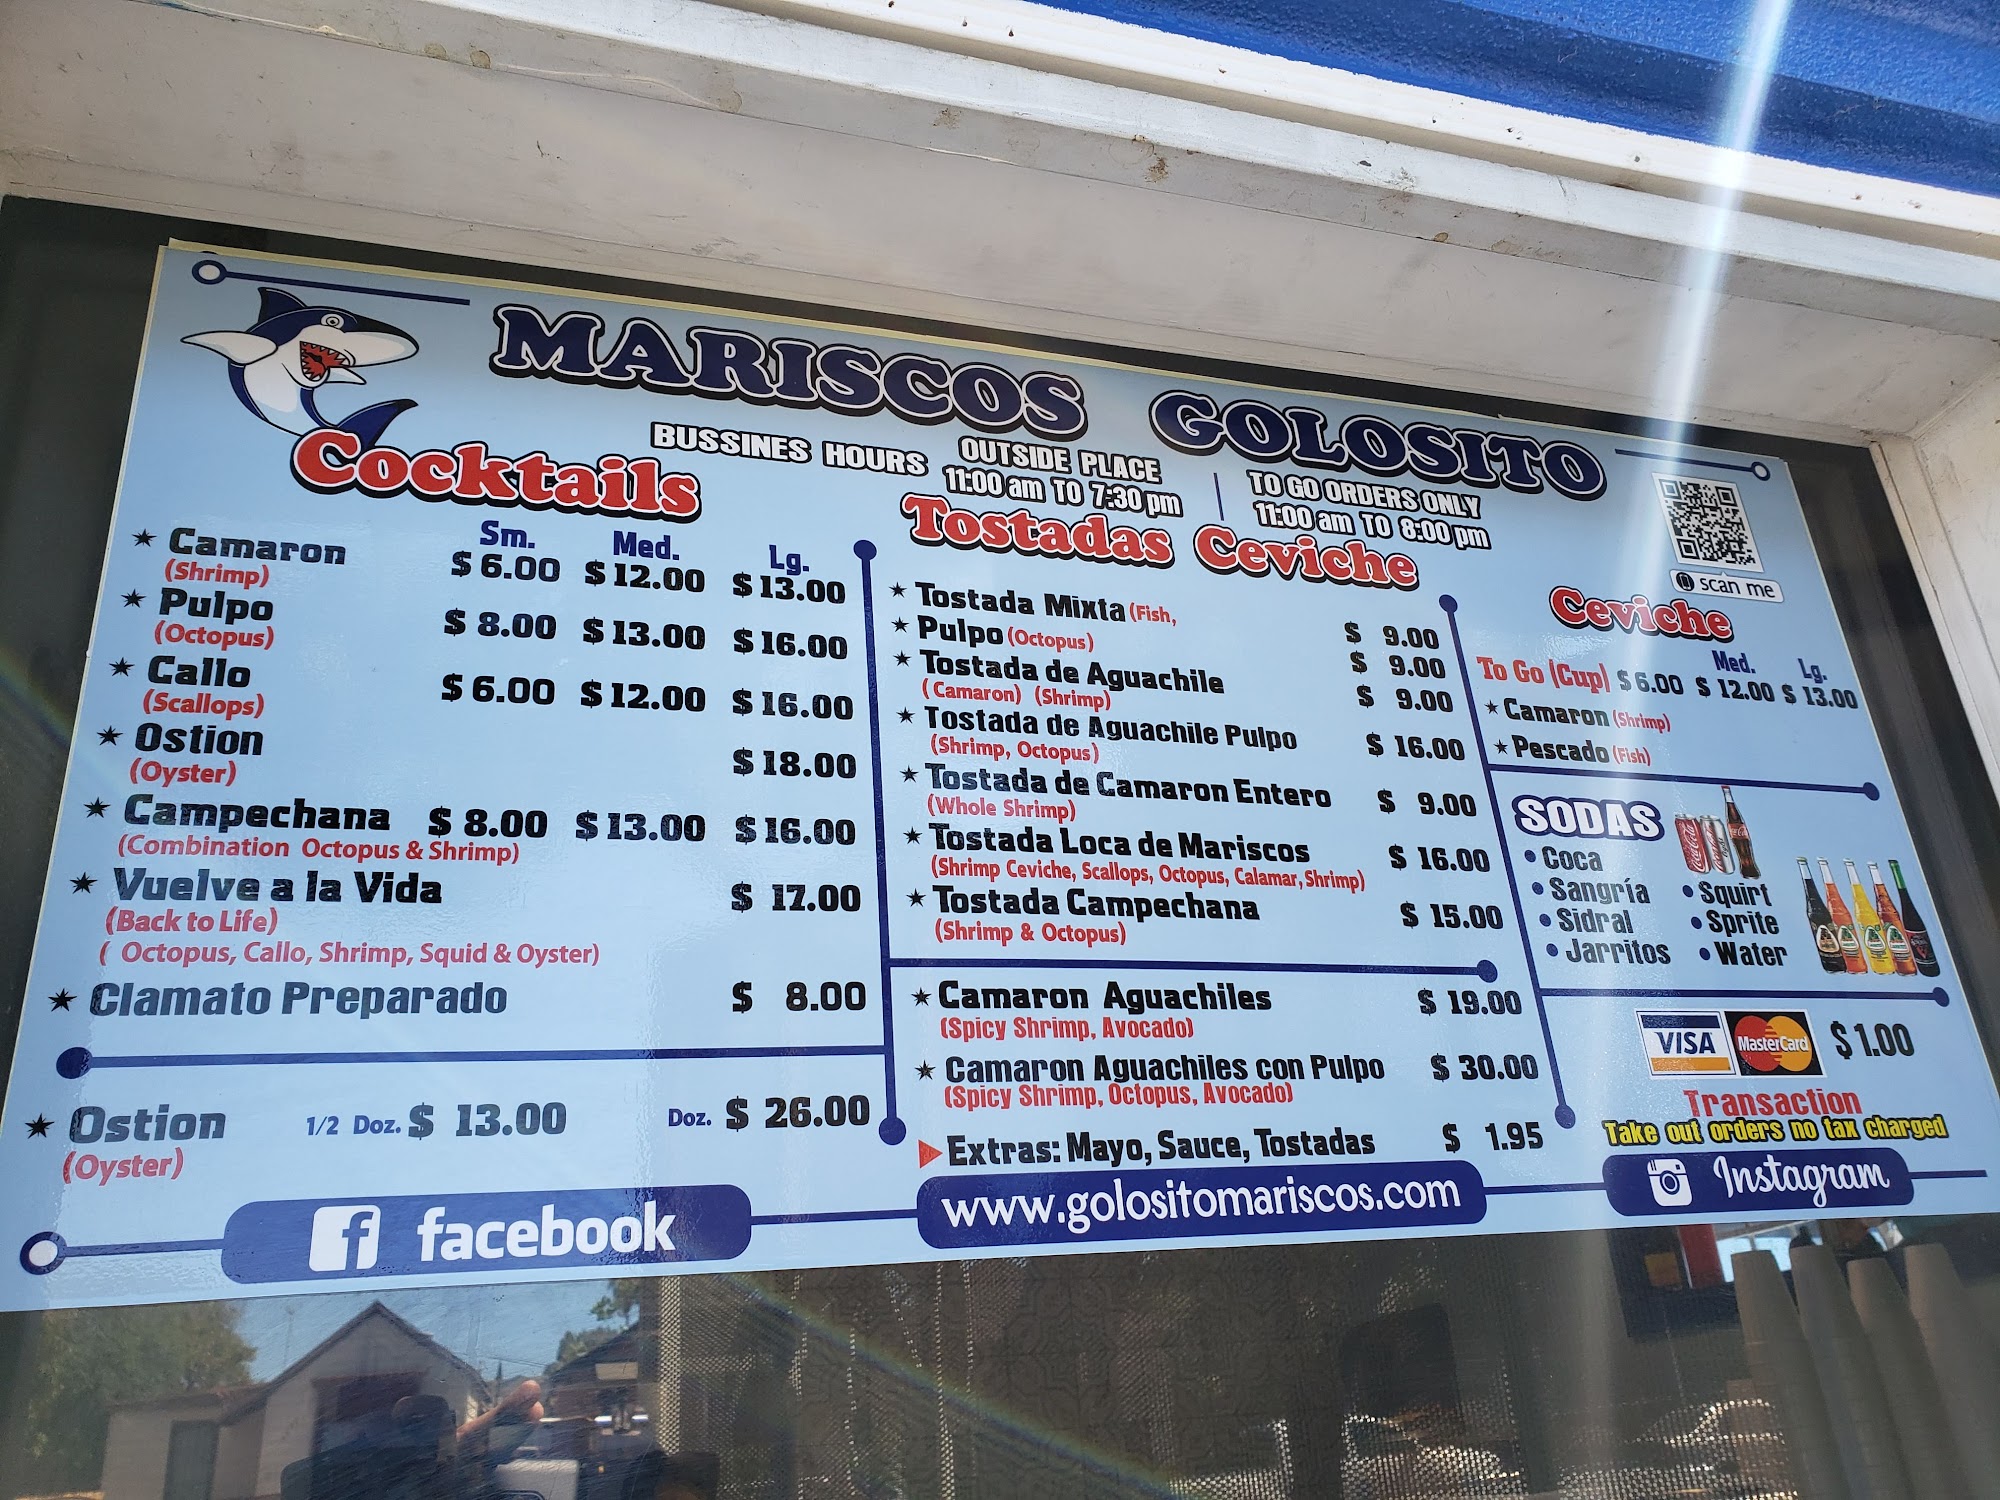 MARISCOS GOLOSITO
BUSSINES HOURS
OUTSIDE PLACE
11:00 am TO 7:30 pm
TO GO ORDERS ONLY
11:00 am TO 8:00 pm
scan me
Cocktails
Sm. Med. Lg.
Camaron $ 6.00 $ 12.00 $ 13.00
(Shrimp)
Pulpo $ 8.00 $ 13.00 $ 16.00
(Octopus)
Callo $ 6.00 $ 12.00 $ 16.00
(Scallops)
Ostion $ 18.00
(Oyster)
Campechana $ 8.00 $ 13.00 $ 16.00
(Combination Octopus & Shrimp)
Vuelve a la Vida $ 17.00
(Back to Life)
( Octopus, Callo, Shrimp, Squid & Oyster)
Clamato Preparado $ 8.00
Ostion 1/2 Doz. $ 13.00 Doz. $ 26.00
(Oyster)
Tostadas Ceviche
Tostada Mixta (Fish, $ 9.00
Pulpo (Octopus) $ 9.00
Tostada de Aguachile $ 9.00
(Camaron) (Shrimp)
Tostada de Aguachile Pulpo $ 16.00
(Shrimp, Octopus)
Tostada de Camaron Entero $ 9.00
(Whole Shrimp)
Tostada Loca de Mariscos $ 16.00
(Shrimp Ceviche, Scallops, Octopus, Calamar, Shrimp)
Tostada Campechana $ 15.00
(Shrimp & Octopus)
Camaron Aguachiles $ 19.00
(Spicy Shrimp, Avocado)
Camaron Aguachiles con Pulpo $ 30.00
(Spicy Shrimp, Octopus, Avocado)
Extras: Mayo, Sauce, Tostadas $ 1.95
Ceviche
Med. Lg.
To Go (Cup) $ 6.00 $ 12.00 $ 13.00
Camaron (Shrimp)
Pescado (Fish)
SODAS
Coca
Sangría
Sidral
Jarritos
Squirt
Sprite
Water
VISA MasterCard $ 1.00
Transaction
Take out orders no tax charged
facebook
www.golositomariscos.com
Instagram